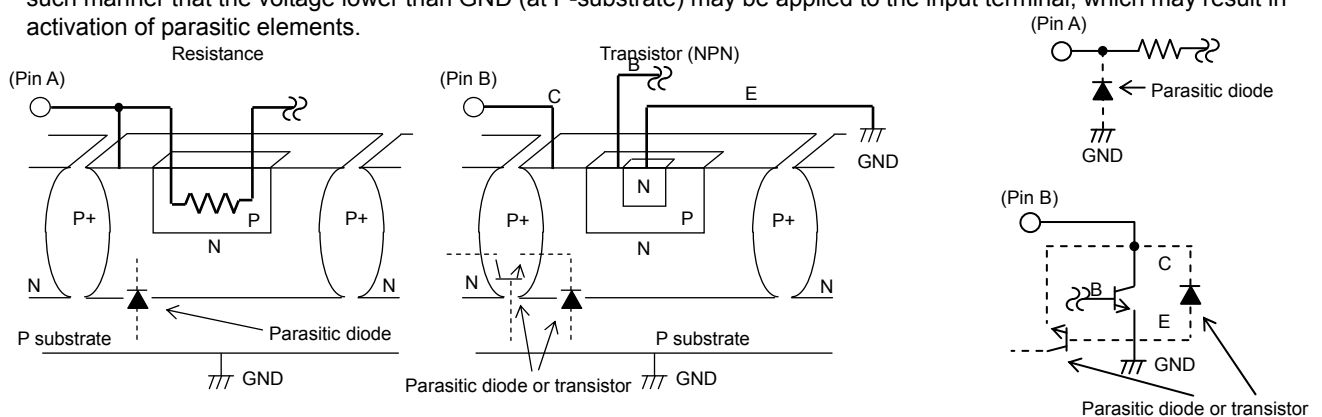 such manner that the voltage lower than GND (at P-substrate) may be applied to the input terminal, which may result in
activation of parasitic elements.
Resistance
(Pin A)
P+
P
N
P+
N
N
Parasitic diode
P substrate
GND
Transistor (NPN)
(Pin B)
C
B
E
GND
N
P+
P
N
P+
N
N
P substrate
Parasitic diode or transistor
GND
(Pin A)
Parasitic diode
GND
(Pin B)
C
B
E
GND
Parasitic diode or transistor